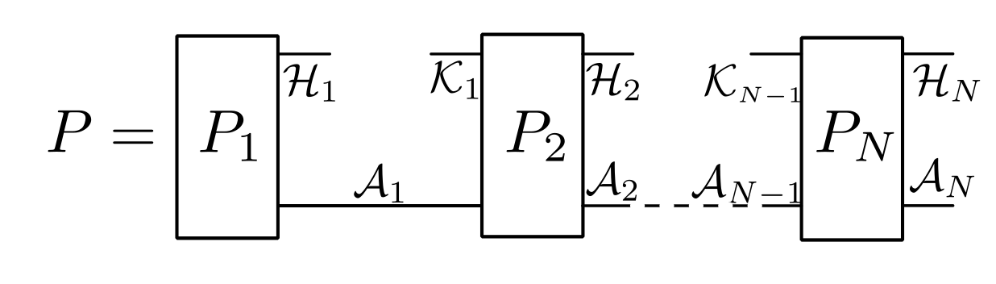 𝓗₁ 𝓚₁ 𝓗₂ 𝓚_{N−1} 𝓗_N
P = P₁ P₂ P_N
𝓐₁ 𝓐₂ 𝓐_{N−1} 𝓐_N